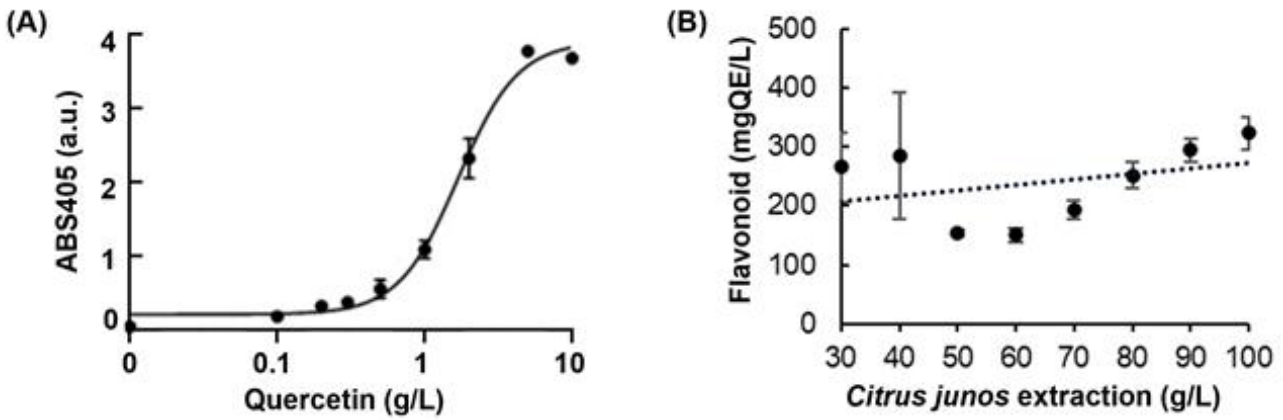 (A)
ABS405 (a.u.)
4
3
2
1
0
0 0.1 1 10
Quercetin (g/L)
(B)
Flavonoid (mgQE/L)
500
400
300
200
100
0
30 40 50 60 70 80 90 100
Citrus junos extraction (g/L)